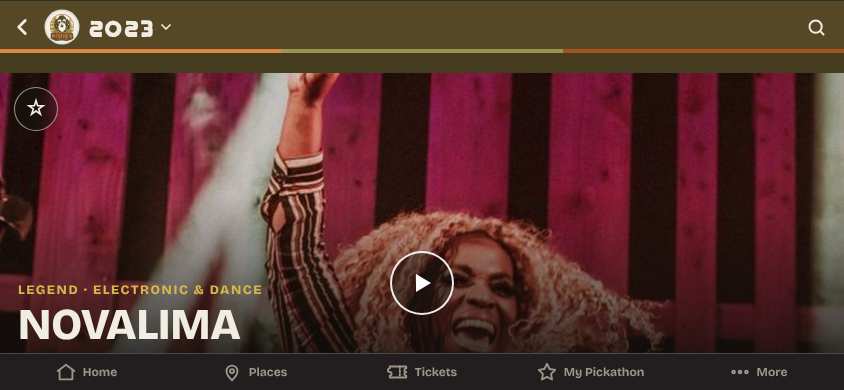 2023
LEGEND · ELECTRONIC & DANCE
NOVALIMA
Home
Places
Tickets
My Pickathon
More